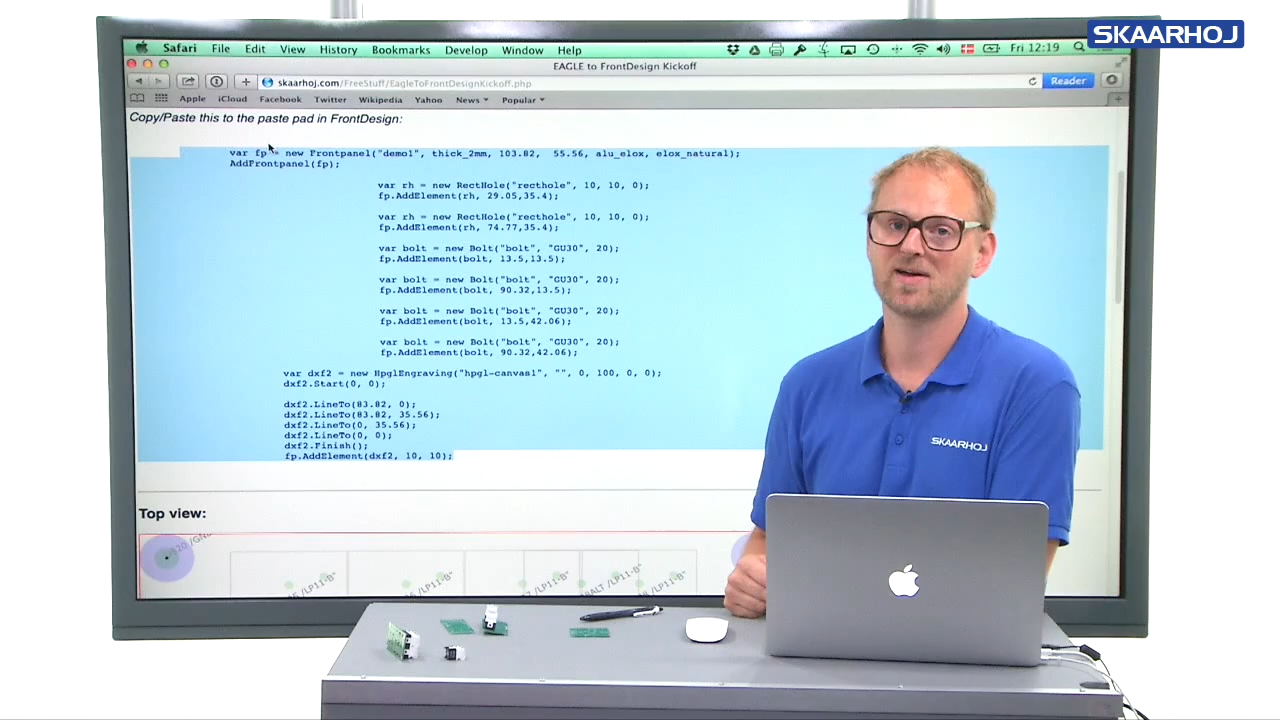 SKAARHOJ
Safari File Edit View History Bookmarks Develop Window Help Fri 12:19
EAGLE to FrontDesign Kickoff
skaarhoj.com/FreeStuff/EagleToFrontDesignKickoff.php Reader
Apple iCloud Facebook Twitter Wikipedia Yahoo News Popular
Copy/Paste this to the paste pad in FrontDesign:
var fp = new Frontpanel("demo1", thick_2mm, 103.82, 55.56, alu_elox, elox_natural);
AddFrontpanel(fp);
var rh = new RectHole("recthole", 10, 10, 0);
fp.AddElement(rh, 29.05,35.4);
var rh = new RectHole("recthole", 10, 10, 0);
fp.AddElement(rh, 74.77,35.4);
var bolt = new Bolt("bolt", "GU30", 20);
fp.AddElement(bolt, 13.5,13.5);
var bolt = new Bolt("bolt", "GU30", 20);
fp.AddElement(bolt, 90.32,13.5);
var bolt = new Bolt("bolt", "GU30", 20);
fp.AddElement(bolt, 13.5,42.06);
var bolt = new Bolt("bolt", "GU30", 20);
fp.AddElement(bolt, 90.32,42.06);
var dxf2 = new HpglEngraving("hpgl-canvas1", "", 0, 100, 0, 0);
dxf2.Start(0, 0);
dxf2.LineTo(83.82, 0);
dxf2.LineTo(83.82, 35.56);
dxf2.LineTo(0, 35.56);
dxf2.LineTo(0, 0);
dxf2.Finish();
fp.AddElement(dxf2, 10, 10);
SKAARHOJ
Top view: